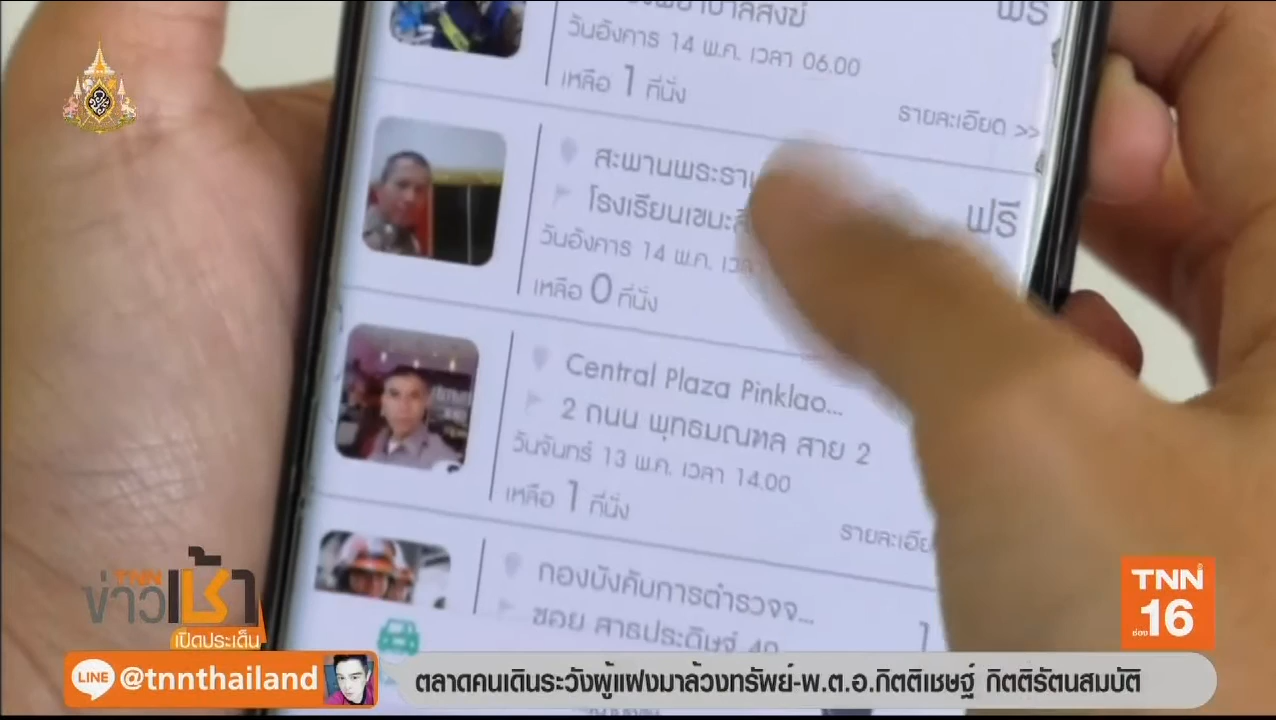 ฟรี
วันอังคาร 14 พ.ค. เวลา 06.00
เหลือ 1 ที่นั่ง
รายละเอียด >>
สะพานพระราม
โรงเรียนเขมะสิ
ฟรี
วันอังคาร 14 พ.ค. เวลา
เหลือ 0 ที่นั่ง
Central Plaza Pinklao...
2 ถนน พุทธมณฑล สาย 2
วันจันทร์ 13 พ.ค. เวลา 14.00
เหลือ 1 ที่นั่ง
รายละเอีย
กองบังคับการตำรวจจ...
ซอย สาธุประดิษฐ์ 40
TNN
ข่าวเช้า
เปิดประเด็น
TNN
ช่อง 16
LINE @tnnthailand
ตลาดคนเดินระวังผู้แฝงมาล้วงทรัพย์-พ.ต.อ.กิตติเชษฐ์ กิตติรัตนสมบัติ